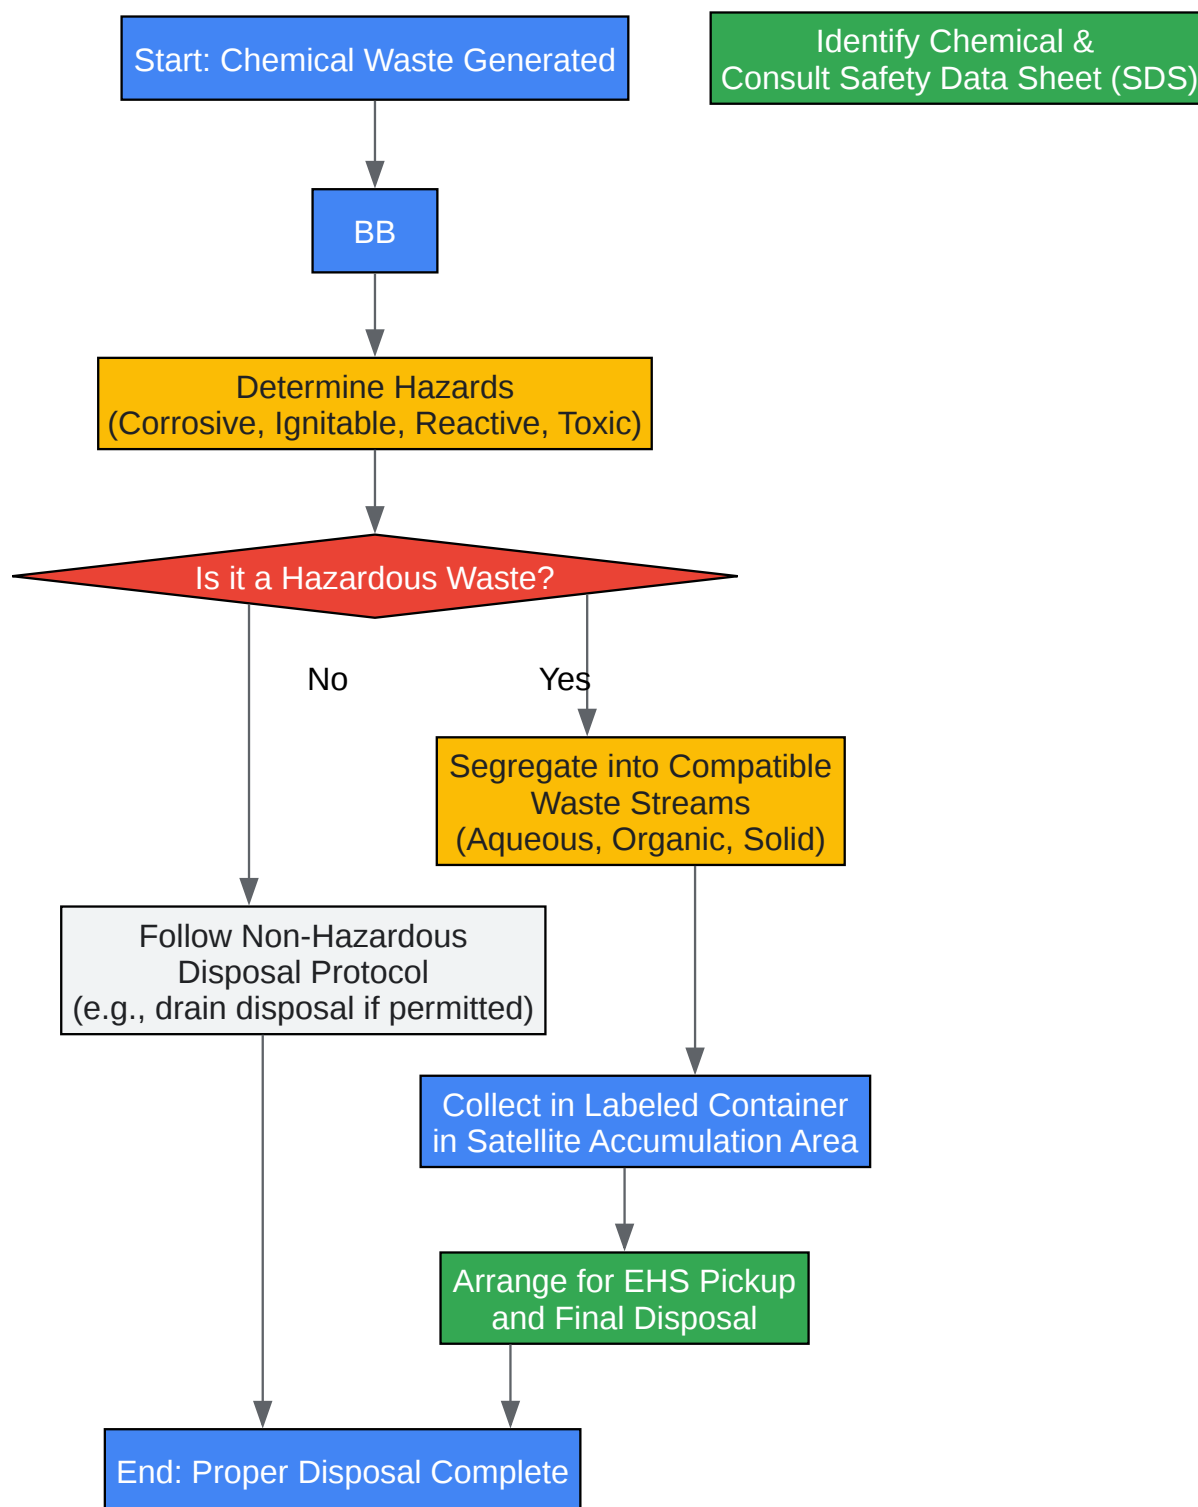 Start: Chemical Waste Generated
Identify Chemical &
Consult Safety Data Sheet (SDS)
BB
Determine Hazards
(Corrosive, Ignitable, Reactive, Toxic)
Is it a Hazardous Waste?
No
Yes
Segregate into Compatible
Waste Streams
(Aqueous, Organic, Solid)
Follow Non-Hazardous
Disposal Protocol
(e.g., drain disposal if permitted)
Collect in Labeled Container
in Satellite Accumulation Area
Arrange for EHS Pickup
and Final Disposal
End: Proper Disposal Complete